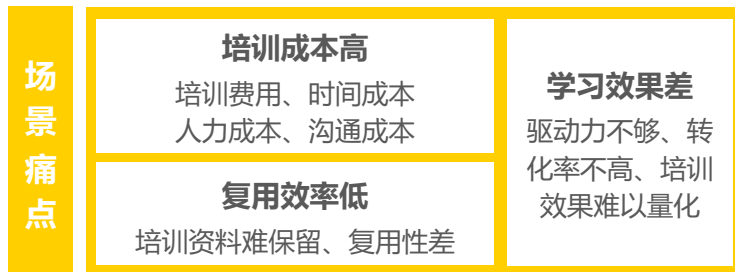 场景痛点
培训成本高
培训费用、时间成本
人力成本、沟通成本
复用效率低
培训资料难保留、复用性差
学习效果差
驱动力不够、转
化率不高、培训
效果难以量化